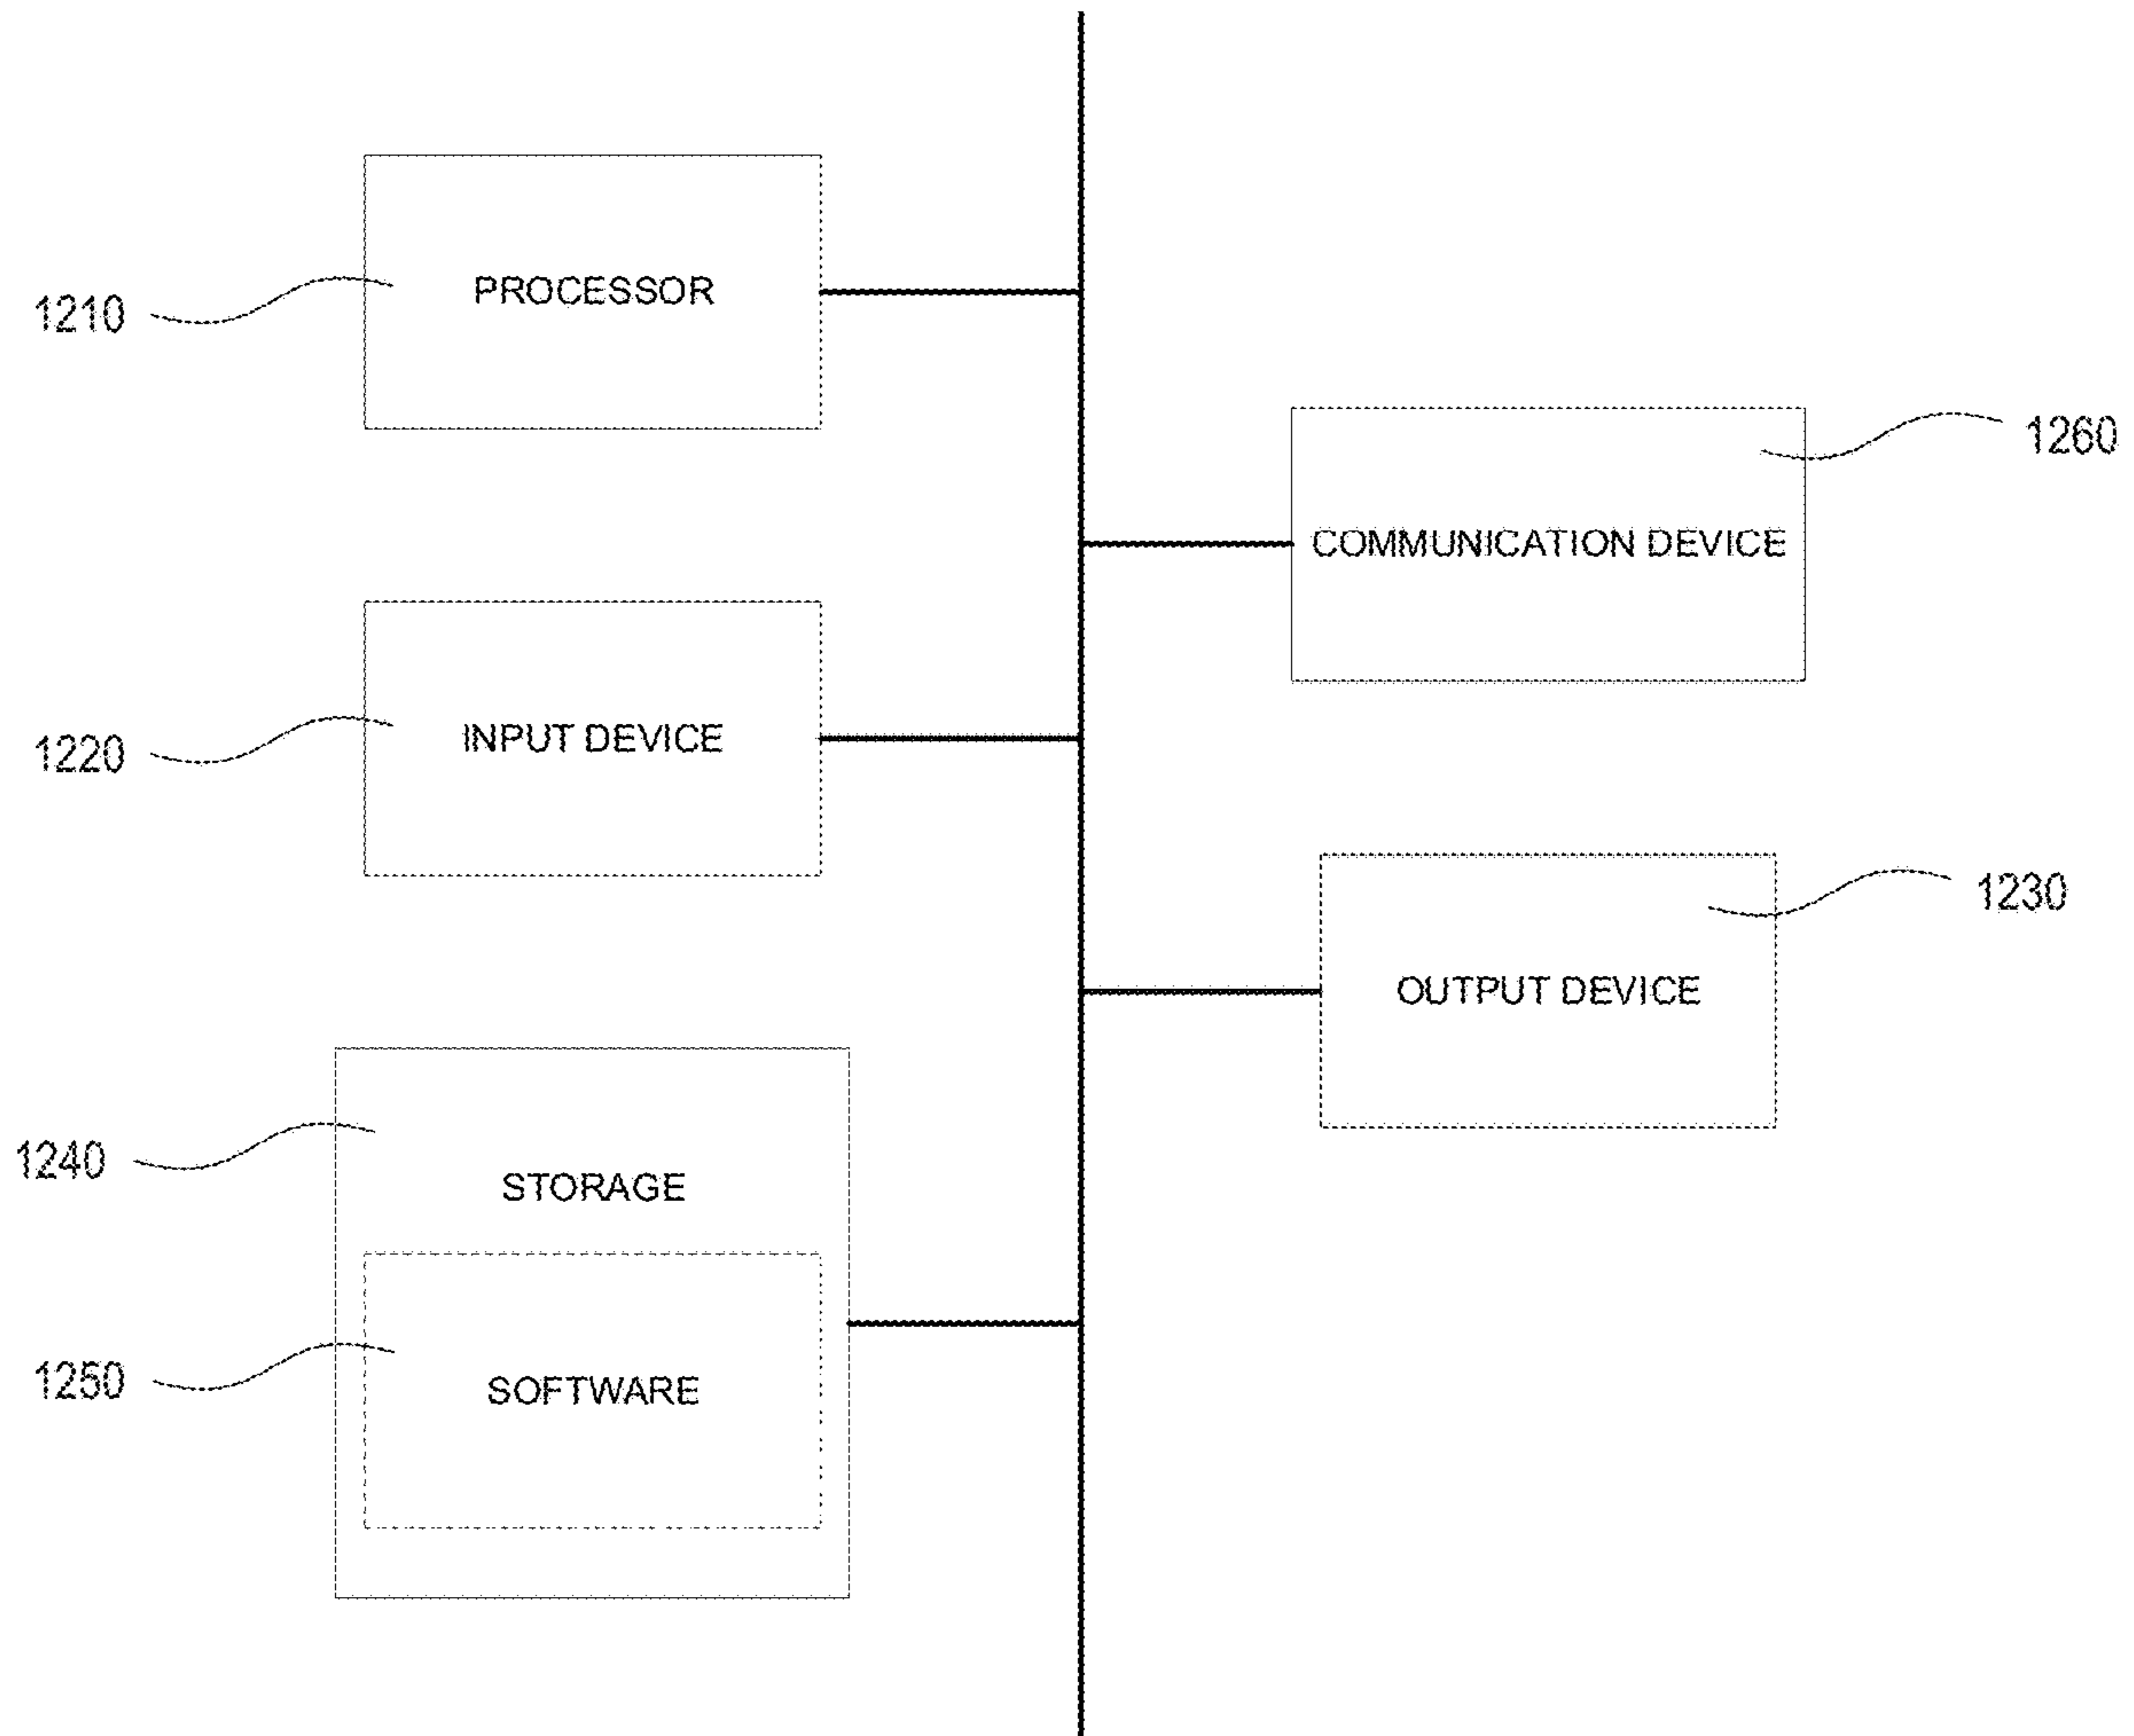 PROCESSOR
1210
1260
COMMUNICATION DEVICE
INPUT DEVICE
1220
1230
OUTPUT DEVICE
1240
STORAGE
1250
SOFTWARE